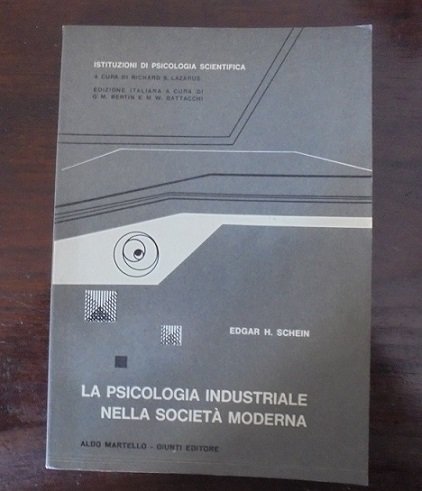 ISTITUZIONI DI PSICOLOGIA SCIENTIFICA
A CURA DI RICHARD S. LAZARUS
EDIZIONE ITALIANA A CURA DI
G. M. BERTIN E M. W. BATTACCHI
EDGAR H. SCHEIN
LA PSICOLOGIA INDUSTRIALE
NELLA SOCIETÀ MODERNA
ALDO MARTELLO - GIUNTI EDITORE